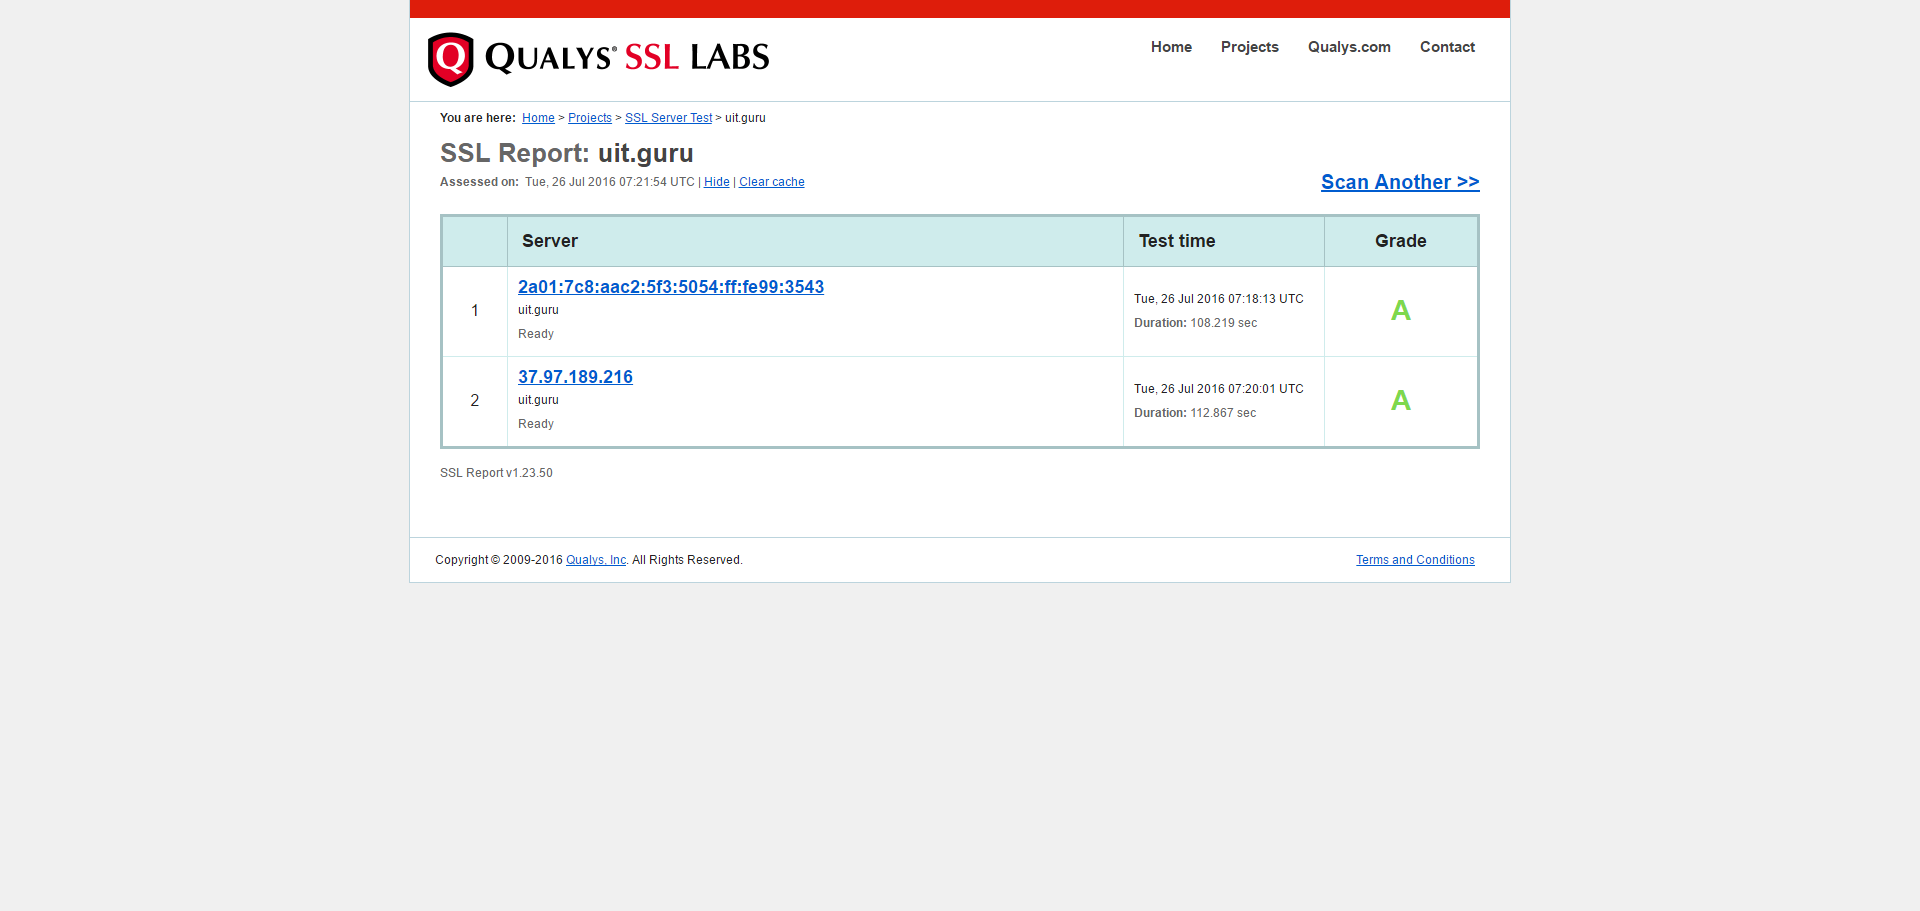 QUALYS® SSL LABS
Home Projects Qualys.com Contact
You are here: Home > Projects > SSL Server Test > uit.guru
SSL Report: uit.guru
Assessed on: Tue, 26 Jul 2016 07:21:54 UTC | Hide | Clear cache
Scan Another >>
Server Test time Grade
1
2a01:7c8:aac2:5f3:5054:ff:fe99:3543
uit.guru
Ready
Tue, 26 Jul 2016 07:18:13 UTC
Duration: 108.219 sec
A
2
37.97.189.216
uit.guru
Ready
Tue, 26 Jul 2016 07:20:01 UTC
Duration: 112.867 sec
A
SSL Report v1.23.50
Copyright © 2009-2016 Qualys, Inc. All Rights Reserved.
Terms and Conditions